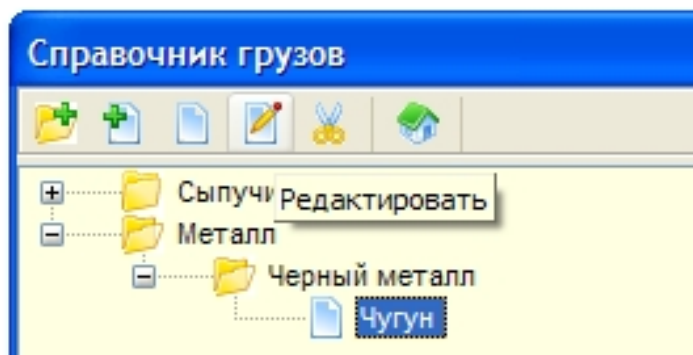 Справочник грузов
Сыпучи
Редактировать
Металл
Черный металл
Чугун